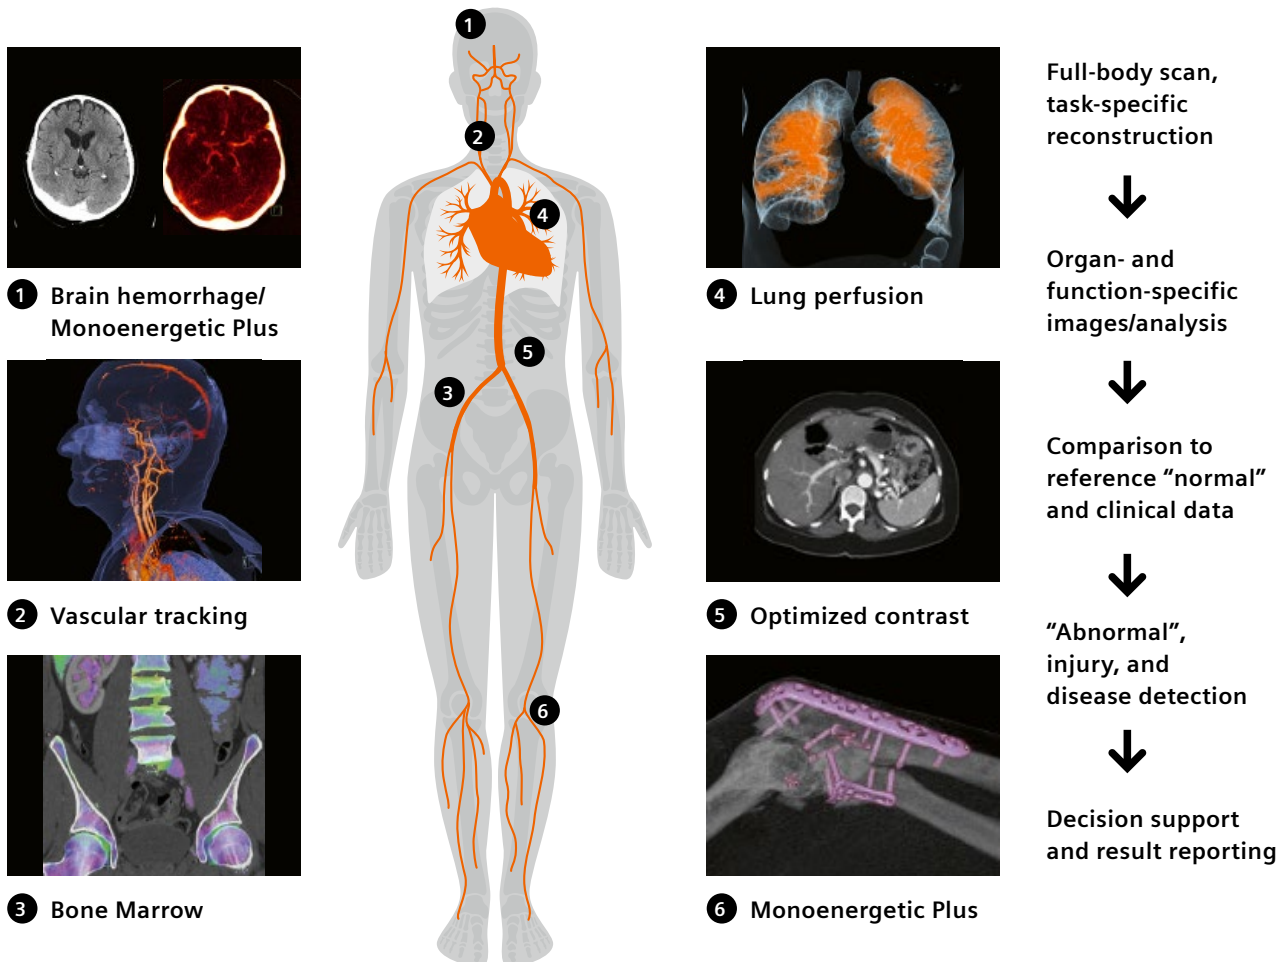 1 Brain hemorrhage/
Monoenergetic Plus
2 Vascular tracking
3 Bone Marrow
1
2
4
5
3
6
4 Lung perfusion
5 Optimized contrast
6 Monoenergetic Plus
Full-body scan,
task-specific
reconstruction
Organ- and
function-specific
images/analysis
Comparison to
reference “normal”
and clinical data
“Abnormal”,
injury, and
disease detection
Decision support
and result reporting